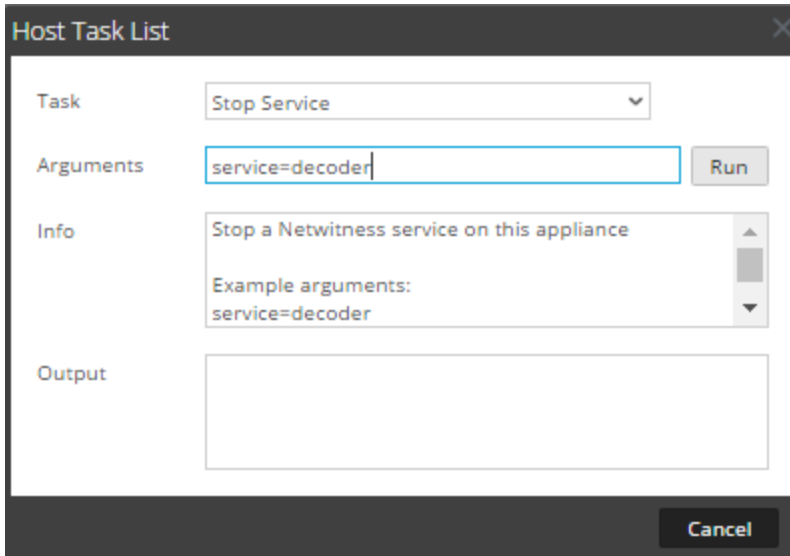 Host Task List
Task
Stop Service
Arguments
service=decoder
Run
Info
Stop a Netwitness service on this appliance
Example arguments:
service=decoder
Output
Cancel